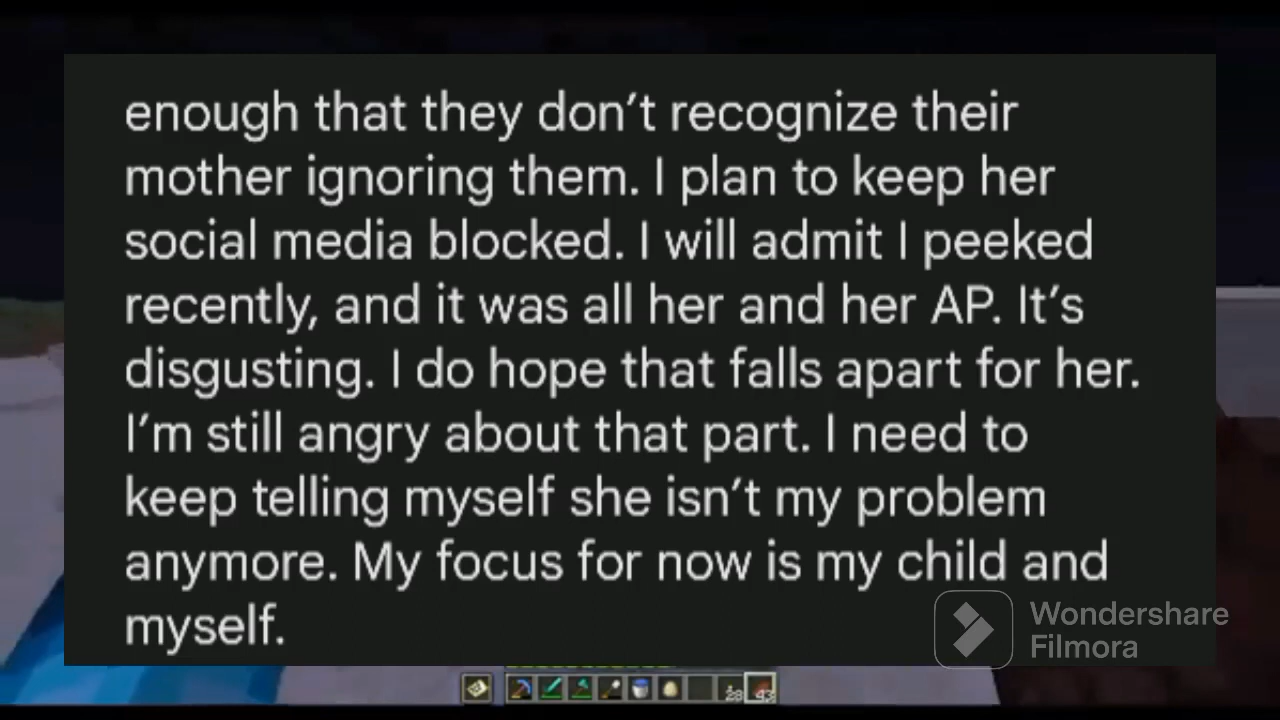 enough that they don't recognize their
mother ignoring them. I plan to keep her
social media blocked. I will admit I peeked
recently, and it was all her and her AP. It's
disgusting. I do hope that falls apart for her.
I'm still angry about that part. I need to
keep telling myself she isn't my problem
anymore. My focus for now is my child and
myself.
Wondershare
Filmora
28 43